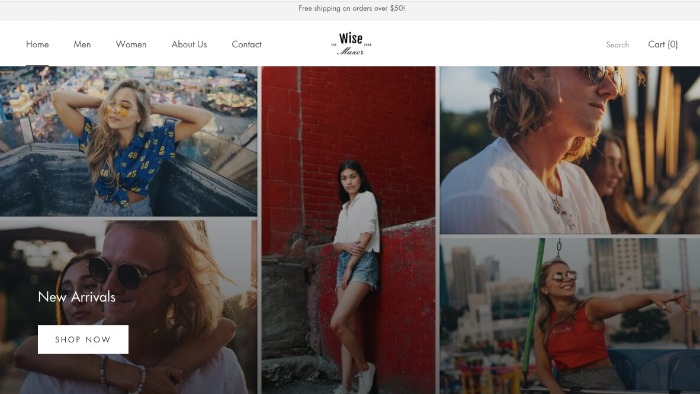 Free shipping on orders over $50!
Home Men Women About Us Contact
Wise
Maker
Search Cart (0)
New Arrivals
SHOP NOW